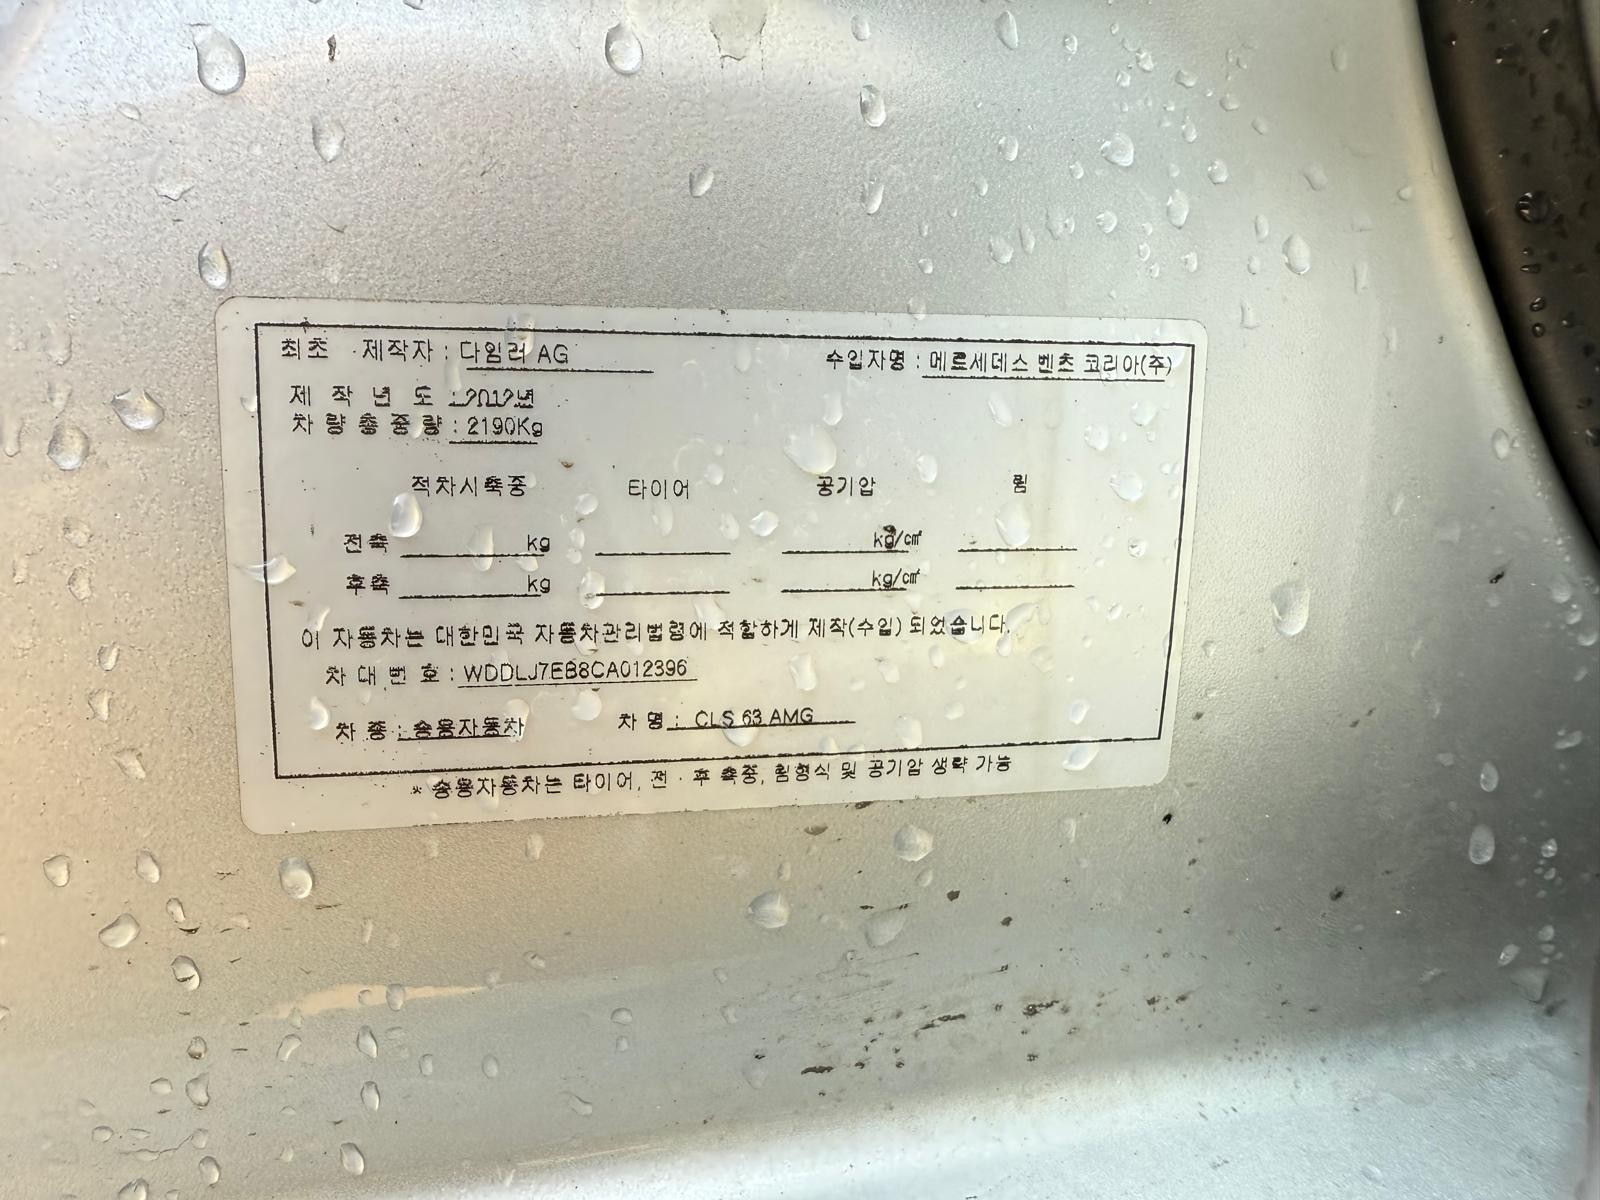 최초 제작자 : 다임러 AG 수입자명 : 메르세데스 벤츠 코리아(주)
제 작 년 도 : 2012년
차 량 총 중 량 : 2190Kg
적차시축중 타이어 공기압 림
전축 kg kg/㎠
후축 kg kg/㎠
이 자동차는 대한민국 자동차관리법령에 적합하게 제작(수입) 되었습니다.
차 대 번 호 : WDDLJ7EB8CA012396
차 종 : 승용자동차 차 명 : CLS 63 AMG
* 승용자동차는 타이어, 전 · 후 축중, 림형식 및 공기압 생략 가능